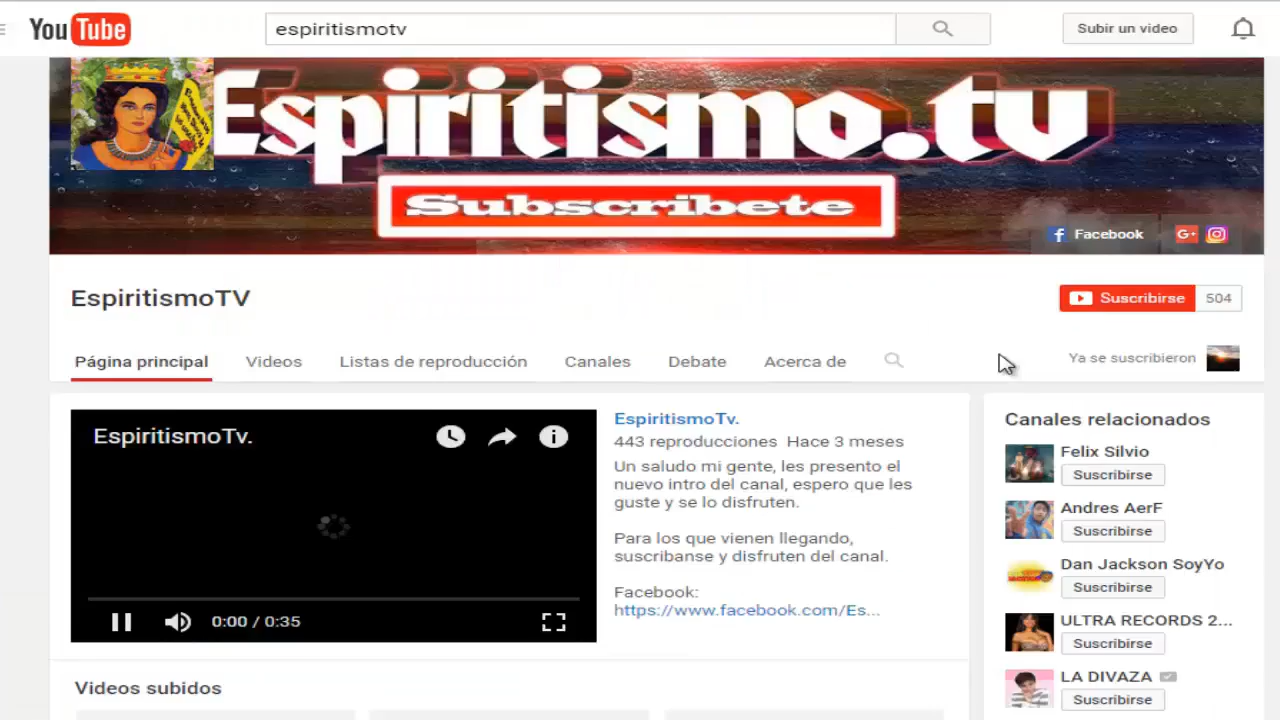 YouTube
espiritismotv
Subir un video
Espiritismo.tv
Subscribete
Facebook
G+
EspiritismoTV
Suscribirse 504
Página principal Videos Listas de reproducción Canales Debate Acerca de
Ya se suscribieron
EspiritismoTv.
0:00 / 0:35
EspiritismoTv.
443 reproducciones Hace 3 meses
Un saludo mi gente, les presento el
nuevo intro del canal, espero que les
guste y se lo disfruten.
Para los que vienen llegando,
suscribanse y disfruten del canal.
Facebook:
https://www.facebook.com/Es...
Canales relacionados
Felix Silvio
Suscribirse
Andres AerF
Suscribirse
Dan Jackson SoyYo
Suscribirse
ULTRA RECORDS 2...
Suscribirse
LA DIVAZA
Suscribirse
Videos subidos